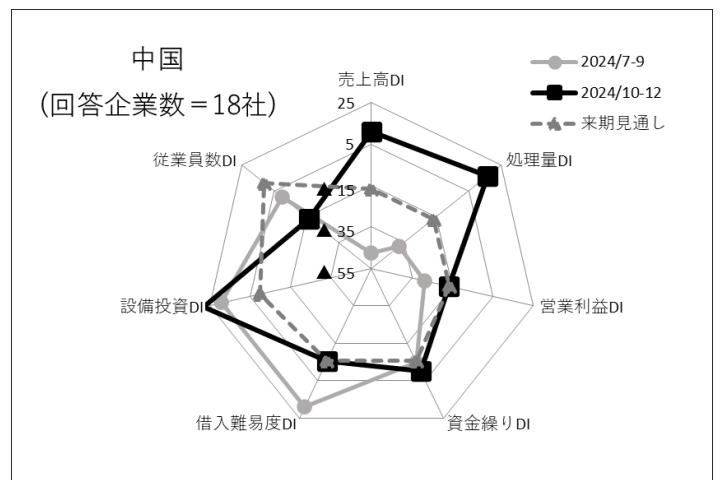 中国
（回答企業数＝18社）
2024/7-9
2024/10-12
来期見通し
売上高DI
処理量DI
営業利益DI
資金繰りDI
借入難易度DI
設備投資DI
従業員数DI
25
5
▲ 15
▲ 35
▲ 55